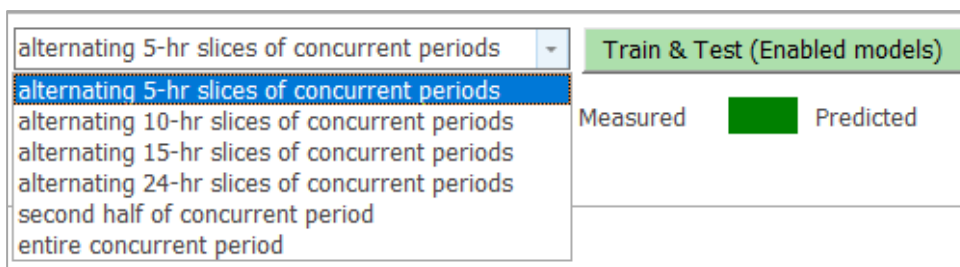 alternating 5-hr slices of concurrent periods
Train & Test (Enabled models)
alternating 5-hr slices of concurrent periods
alternating 10-hr slices of concurrent periods
Measured
Predicted
alternating 15-hr slices of concurrent periods
alternating 24-hr slices of concurrent periods
second half of concurrent period
entire concurrent period